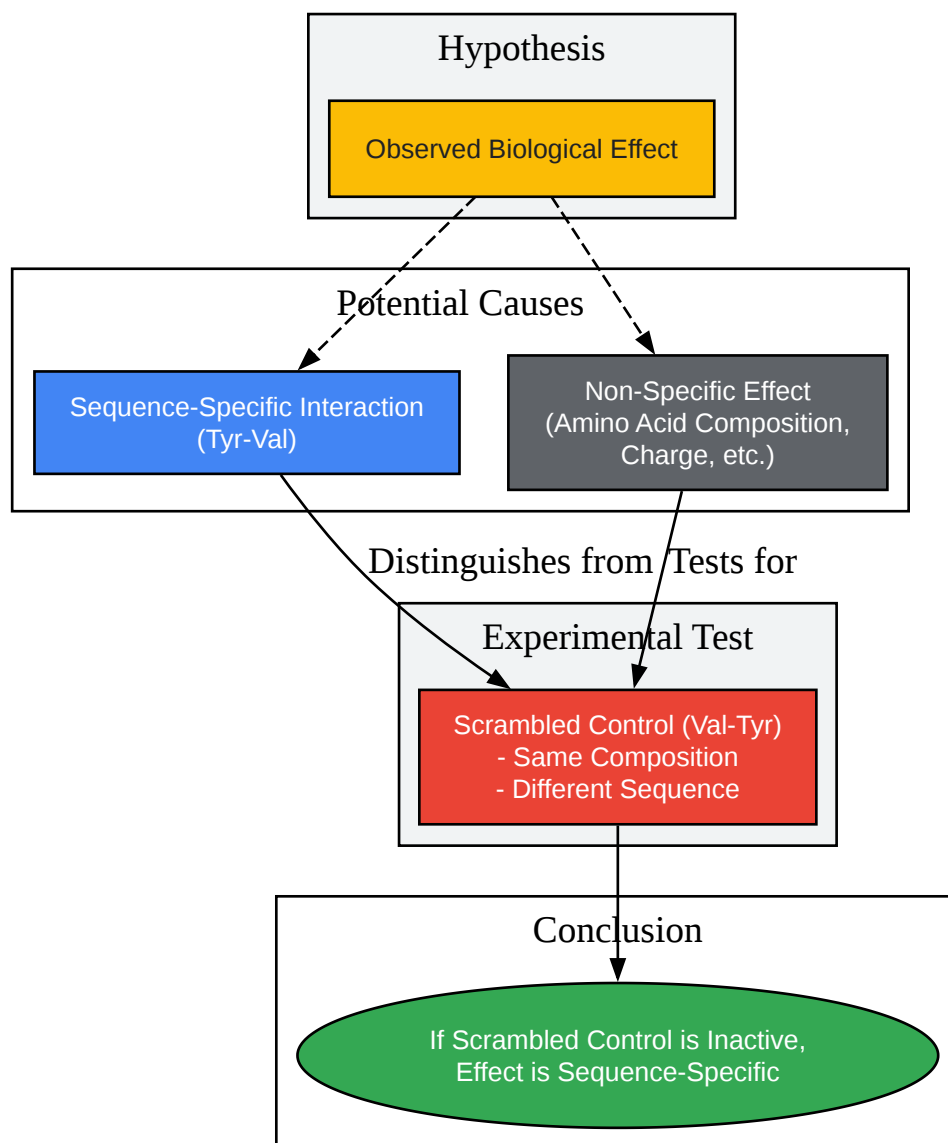 Hypothesis
Observed Biological Effect
Potential Causes
Sequence-Specific Interaction
(Tyr-Val)
Non-Specific Effect
(Amino Acid Composition,
Charge, etc.)
Distinguishes from
Tests for
Experimental Test
Scrambled Control (Val-Tyr)
- Same Composition
- Different Sequence
Conclusion
If Scrambled Control is Inactive,
Effect is Sequence-Specific